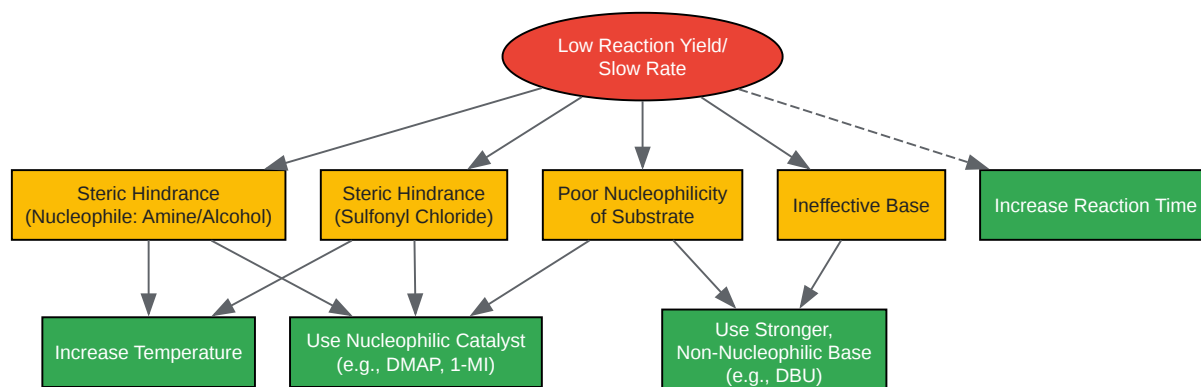 Low Reaction Yield/
Slow Rate
Steric Hindrance
(Nucleophile: Amine/Alcohol)
Steric Hindrance
(Sulfonyl Chloride)
Poor Nucleophilicity
of Substrate
Ineffective Base
Increase Reaction Time
Increase Temperature
Use Nucleophilic Catalyst
(e.g., DMAP, 1-MI)
Use Stronger,
Non-Nucleophilic Base
(e.g., DBU)